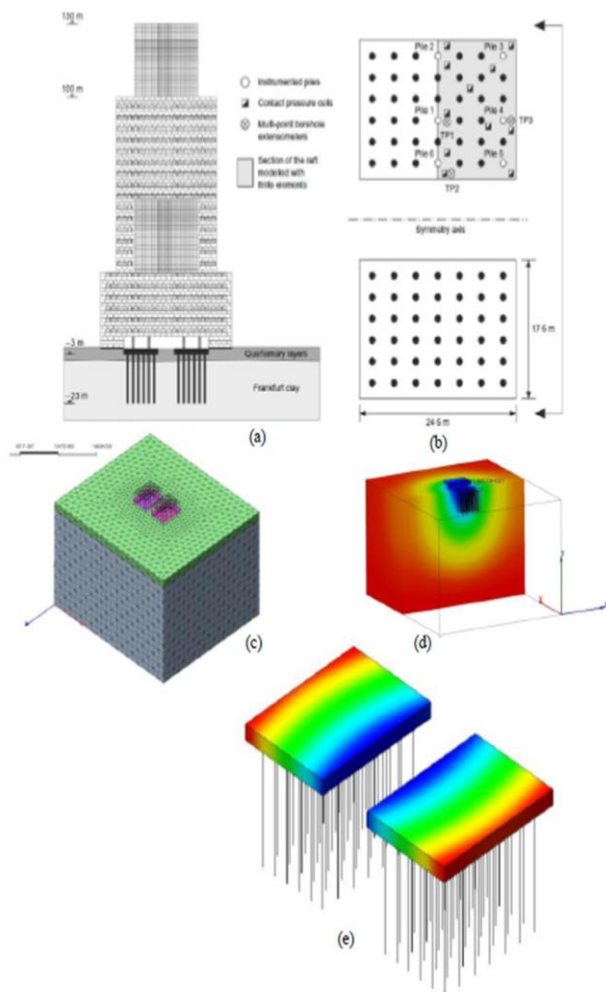 130 m
100 m
−3 m
−23 m
Quaternary layers
Frankfurt clay
(a)
Instrumented piles
Contact pressure cells
Multi-point borehole
extensometers
Section of the raft
modelled with
finite elements
Pile 2
Pile 3
Pile 1
Pile 4
TP1
TP3
Pile 6
Pile 5
TP2
Symmetry axis
17·5 m
24·5 m
(b)
(c)
(d)
(e)